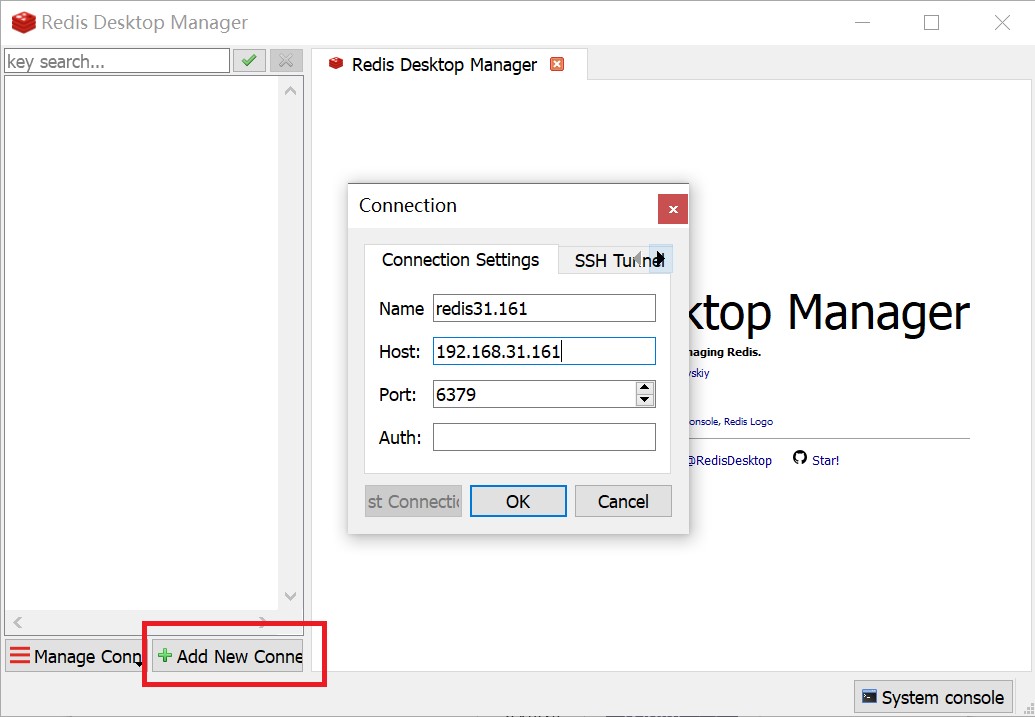 Redis Desktop Manager
key search...
Redis Desktop Manager
Connection
Connection Settings
SSH Tunnel
Name
redis31.161
Host:
192.168.31.161
Port:
6379
Auth:
st Connectio
OK
Cancel
ktop Manager
naging Redis.
vskiy
onsole, Redis Logo
@RedisDesktop
Star!
Manage Conn
Add New Conne
System console